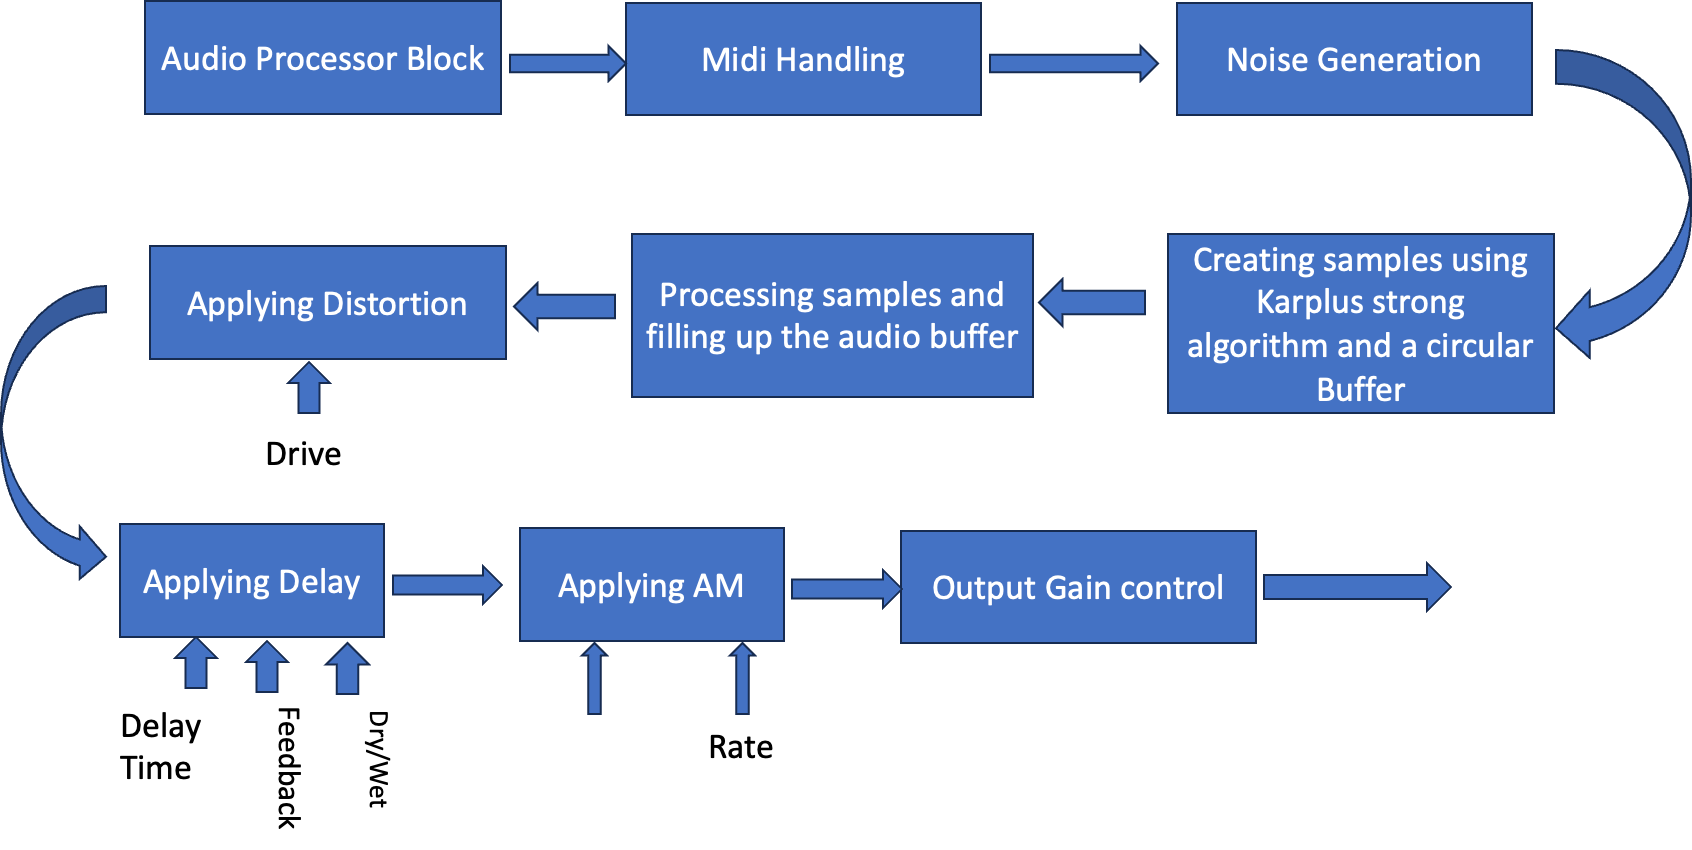 Audio Processor Block
Midi Handling
Noise Generation
Creating samples using
Karplus strong
algorithm and a circular
Buffer
Processing samples and
filling up the audio buffer
Applying Distortion
Drive
Applying Delay
Delay
Time
Feedback
Dry/Wet
Applying AM
Rate
Output Gain control